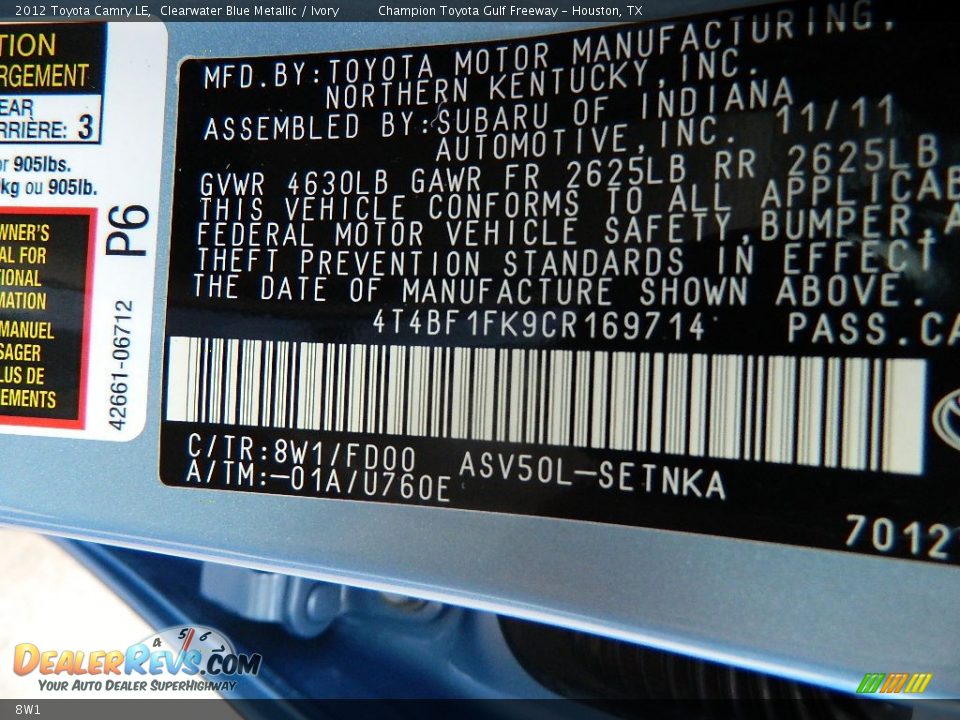 2012 Toyota Camry LE, Clearwater Blue Metallic / Ivory Champion Toyota Gulf Freeway - Houston, TX
TION
RGEMENT
EAR
RRIÈRE: 3
or 905lbs.
kg ou 905lb.
WNER'S
AL FOR
TIONAL
MATION
MANUEL
SAGER
LUS DE
EMENTS
P6
42661-06712
MFD.BY:TOYOTA MOTOR MANUFACTURING,
NORTHERN KENTUCKY,INC.
ASSEMBLED BY:SUBARU OF INDIANA
AUTOMOTIVE,INC. 11/11
GVWR 4630LB GAWR FR 2625LB RR 2625LB
THIS VEHICLE CONFORMS TO ALL APPLICAB
FEDERAL MOTOR VEHICLE SAFETY,BUMPER,A
THEFT PREVENTION STANDARDS IN EFFECT
THE DATE OF MANUFACTURE SHOWN ABOVE.
4T4BF1FK9CR169714 PASS.CA
C/TR:8W1/FD00 ASV50L-SETNKA
A/TM:-01A/U760E
7012
DEALERREVS.COM
YOUR AUTO DEALER SUPERHIGHWAY
4 5 6
8W1